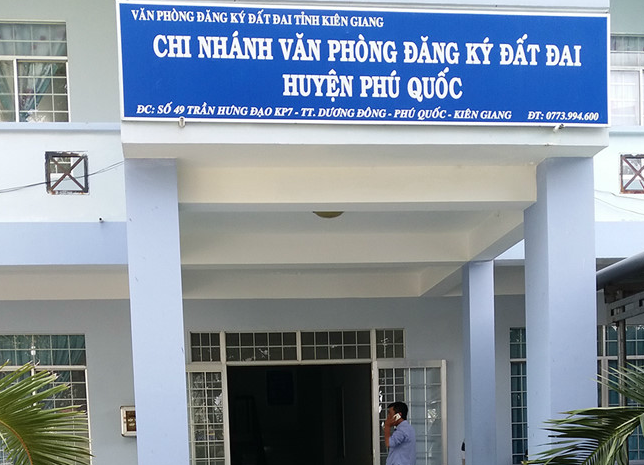 VĂN PHÒNG ĐĂNG KÝ ĐẤT ĐAI TỈNH KIÊN GIANG
CHI NHÁNH VĂN PHÒNG ĐĂNG KÝ ĐẤT ĐAI
HUYỆN PHÚ QUỐC
ĐC: SỐ 49 TRẦN HƯNG ĐẠO KP7 - TT. DƯƠNG ĐÔNG - PHÚ QUỐC - KIÊN GIANG ĐT: 0773.994.600